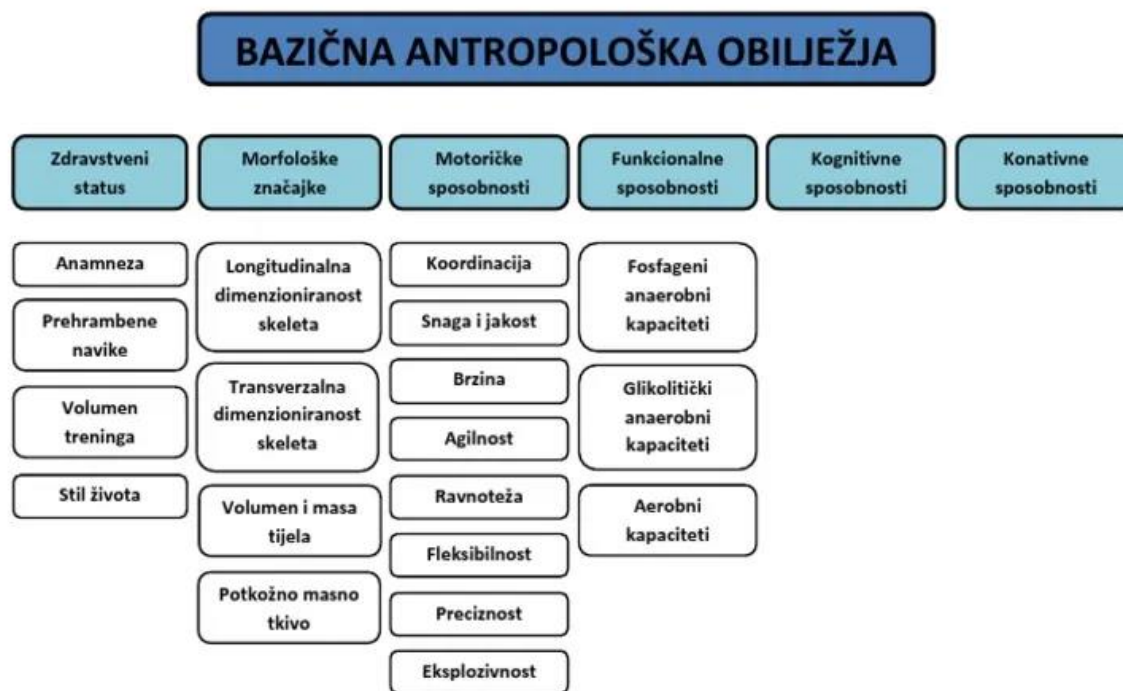 BAZIČNA ANTROPOLOŠKA OBILJEŽJA
Zdravstveni
status
Morfološke
značajke
Motoričke
sposobnosti
Funkcionalne
sposobnosti
Kognitivne
sposobnosti
Konativne
sposobnosti
Anamneza
Prehrambene
navike
Volumen
treninga
Stil života
Longitudinalna
dimenzioniranost
skeleta
Transverzalna
dimenzioniranost
skeleta
Volumen i masa
tijela
Potkožno masno
tkivo
Koordinacija
Snaga i jakost
Brzina
Agilnost
Ravnoteža
Fleksibilnost
Preciznost
Eksplozivnost
Fosfageni
anaerobni
kapaciteti
Glikolitički
anaerobni
kapaciteti
Aerobni
kapaciteti